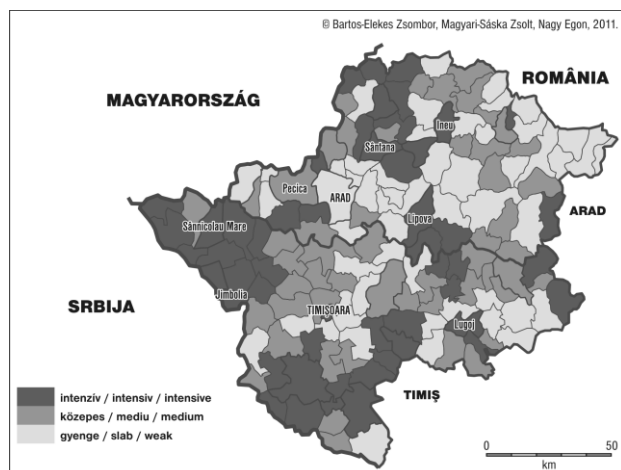 © Bartos-Elekes Zsombor, Magyari-Sáska Zsolt, Nagy Egon, 2011.
ROMÂNIA
MAGYARORSZÁG
Ineu
Sântana
Pecica
ARAD
Lipova
ARAD
Sânnicolau Mare
Jimbolia
SRBIJA
TIMIȘOARA
Lugoj
TIMIȘ
intenzív / intensiv / intensive
közepes / mediu / medium
gyenge / slab / weak
0 50
km